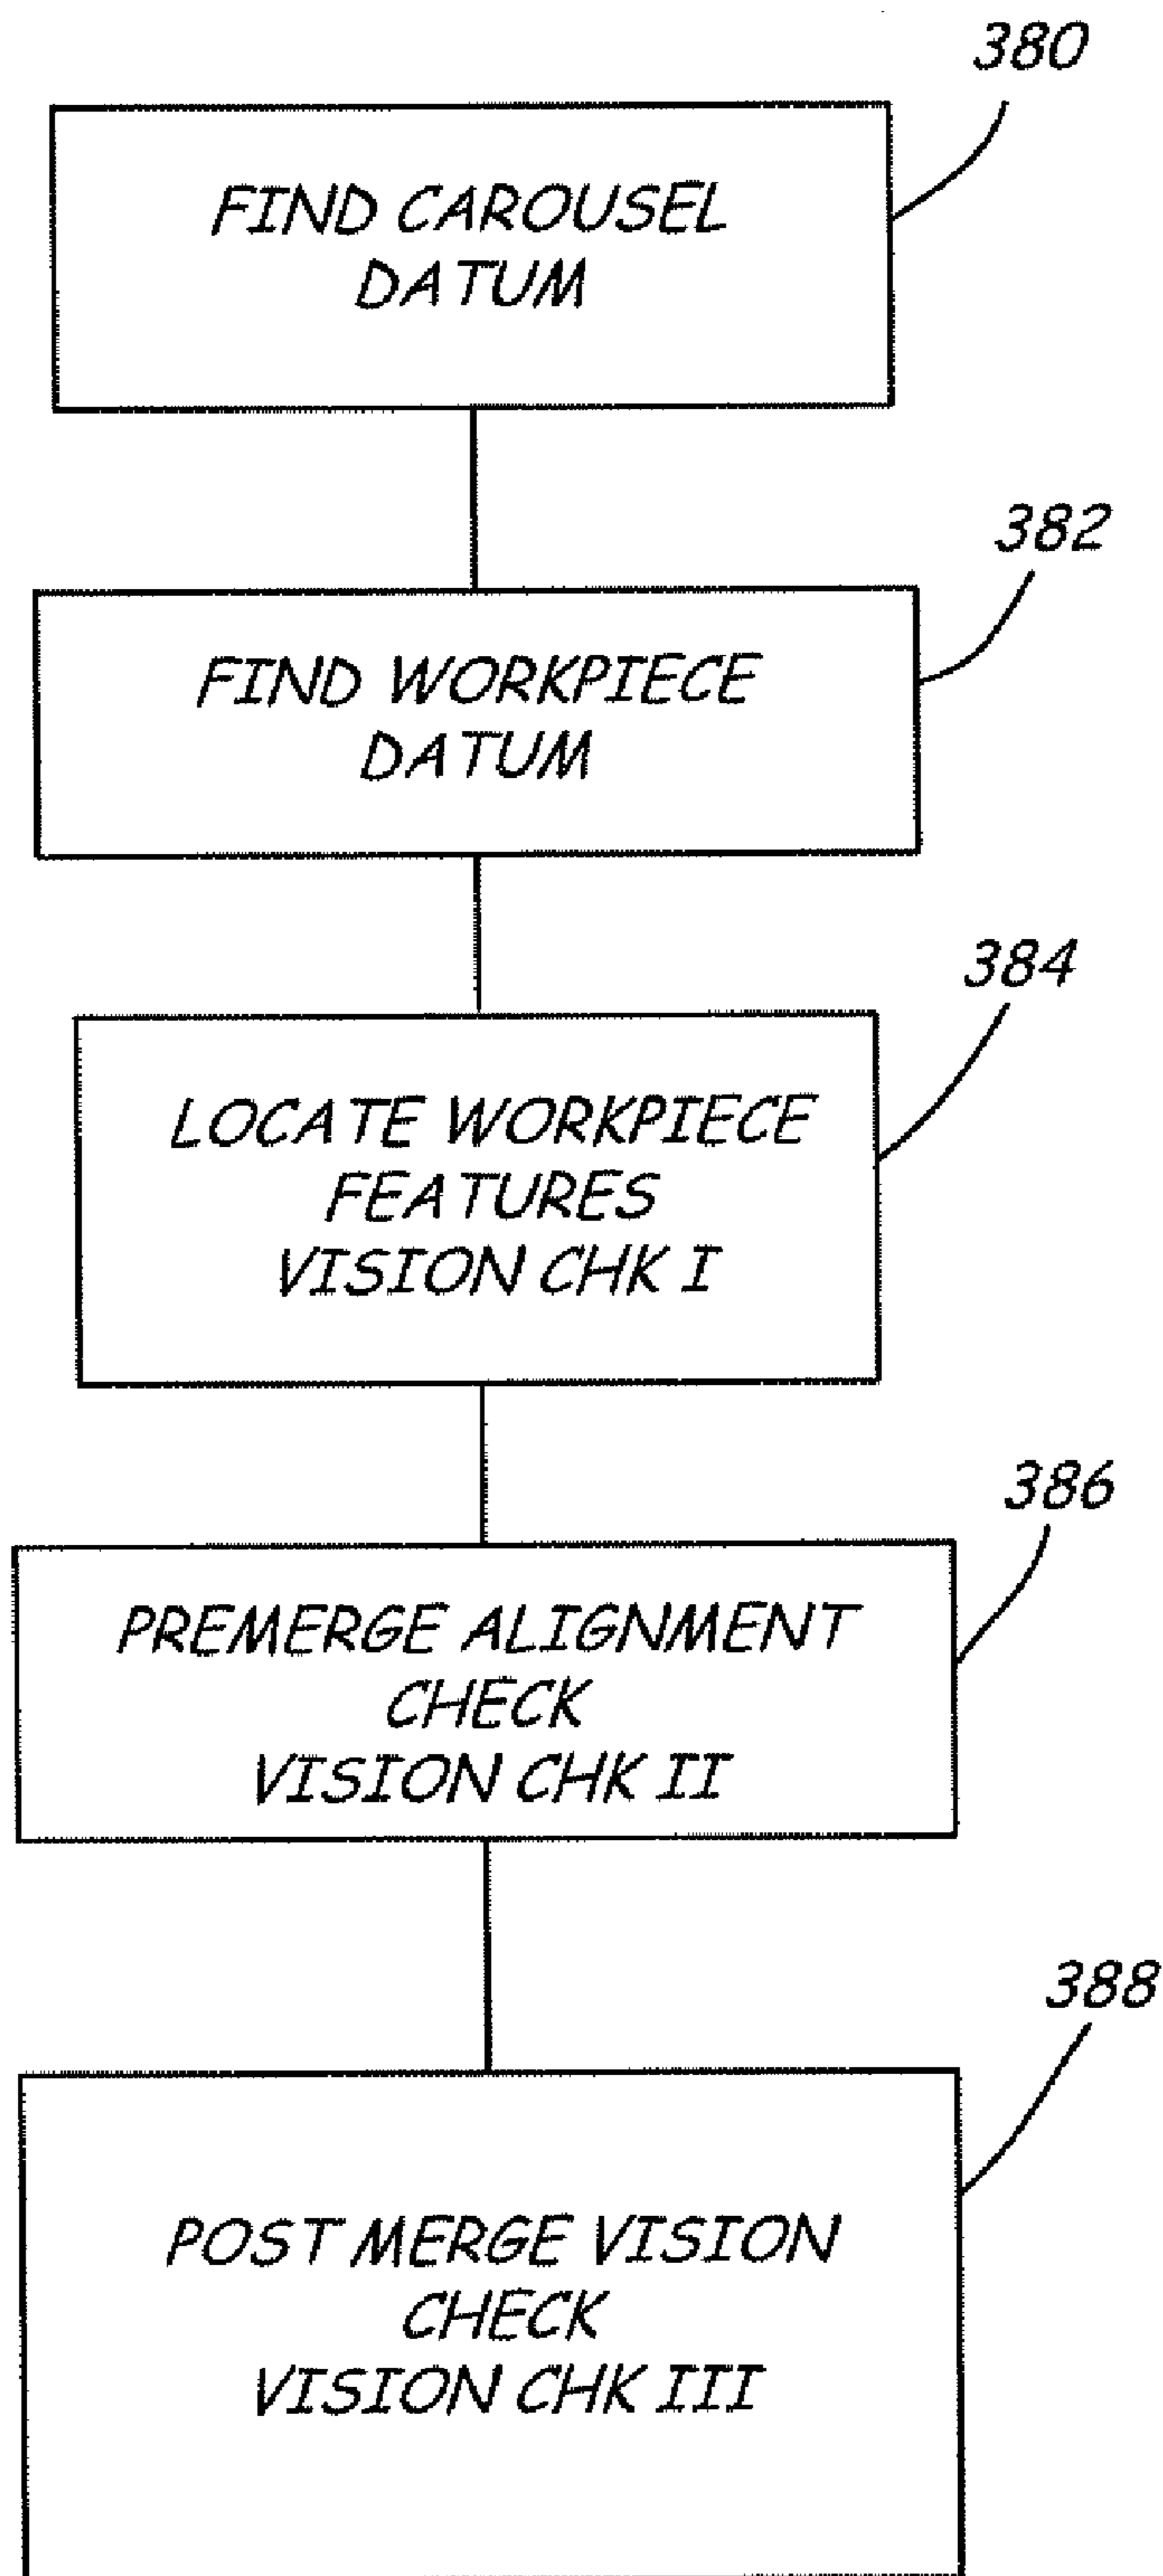 380
FIND CAROUSEL
DATUM
382
FIND WORKPIECE
DATUM
384
LOCATE WORKPIECE
FEATURES
VISION CHK I
386
PREMERGE ALIGNMENT
CHECK
VISION CHK II
388
POST MERGE VISION
CHECK
VISION CHK III